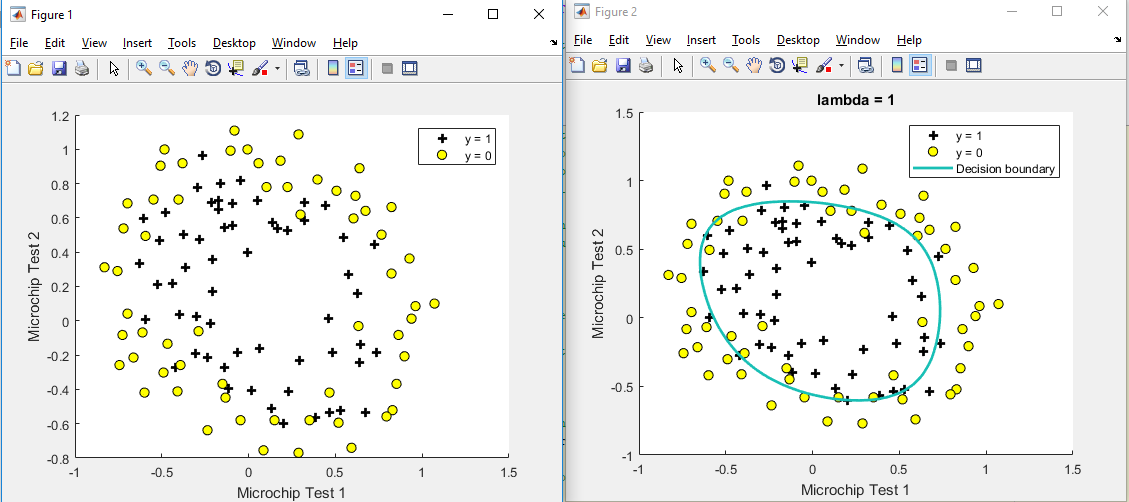 Figure 1
File Edit View Insert Tools Desktop Window Help
1.2
1
0.8
0.6
0.4
0.2
0
-0.2
-0.4
-0.6
-0.8
-1
-0.5
0
0.5
1
1.5
Microchip Test 2
Microchip Test 1
y = 1
y = 0
Figure 2
File Edit View Insert Tools Desktop Window Help
lambda = 1
1.5
1
0.5
0
-0.5
-1
-1
-0.5
0
0.5
1
1.5
Microchip Test 2
Microchip Test 1
y = 1
y = 0
Decision boundary